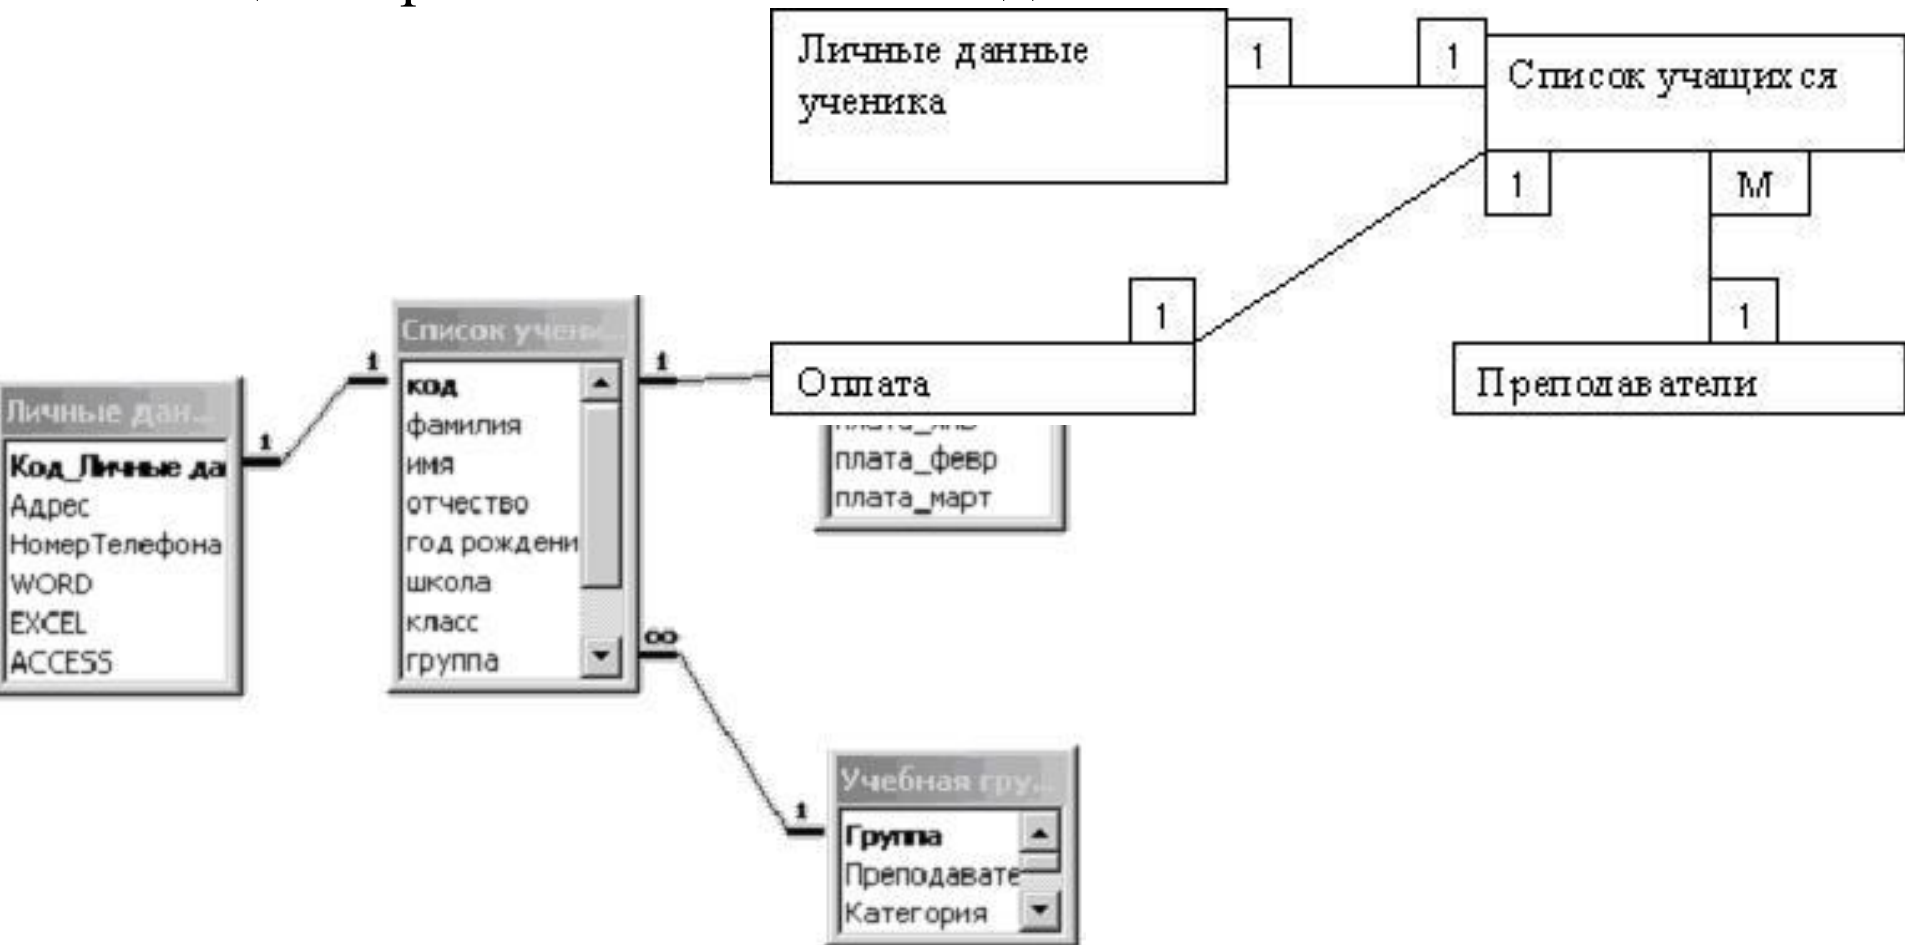 Личные данные
ученика
1
1
Список учащихся
1
М
1
1
Оплата
Преподаватели
Личные дан...
Код_Личные да
Адрес
НомерТелефона
WORD
EXCEL
ACCESS
1
1
Список учени...
код
фамилия
имя
отчество
год рождени
школа
класс
группа
1
∞
плата_янв
плата_февр
плата_март
1
Учебная гру...
Группа
Преподавате
Категория